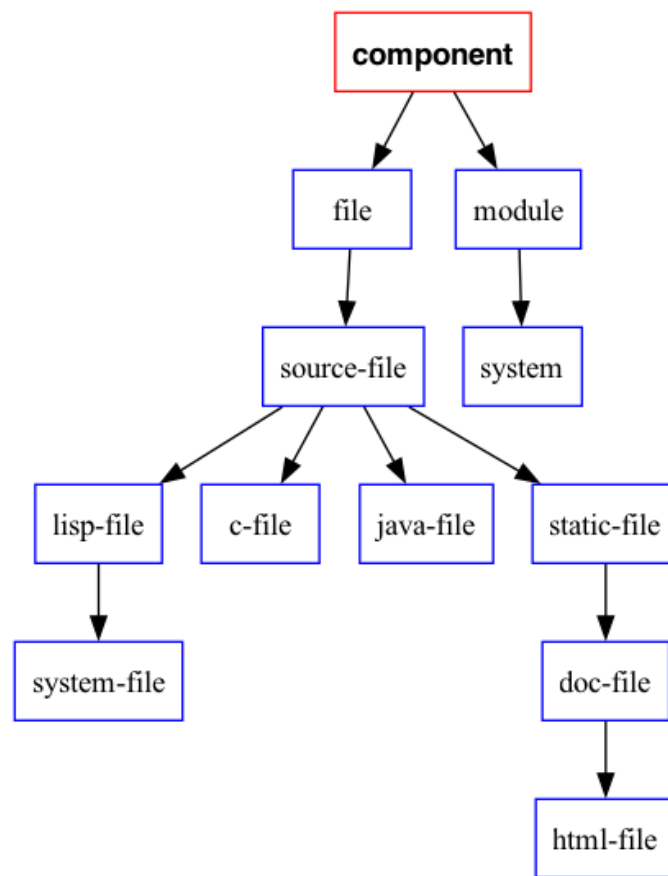 component
file
module
source-file
system
lisp-file
c-file
java-file
static-file
system-file
doc-file
html-file